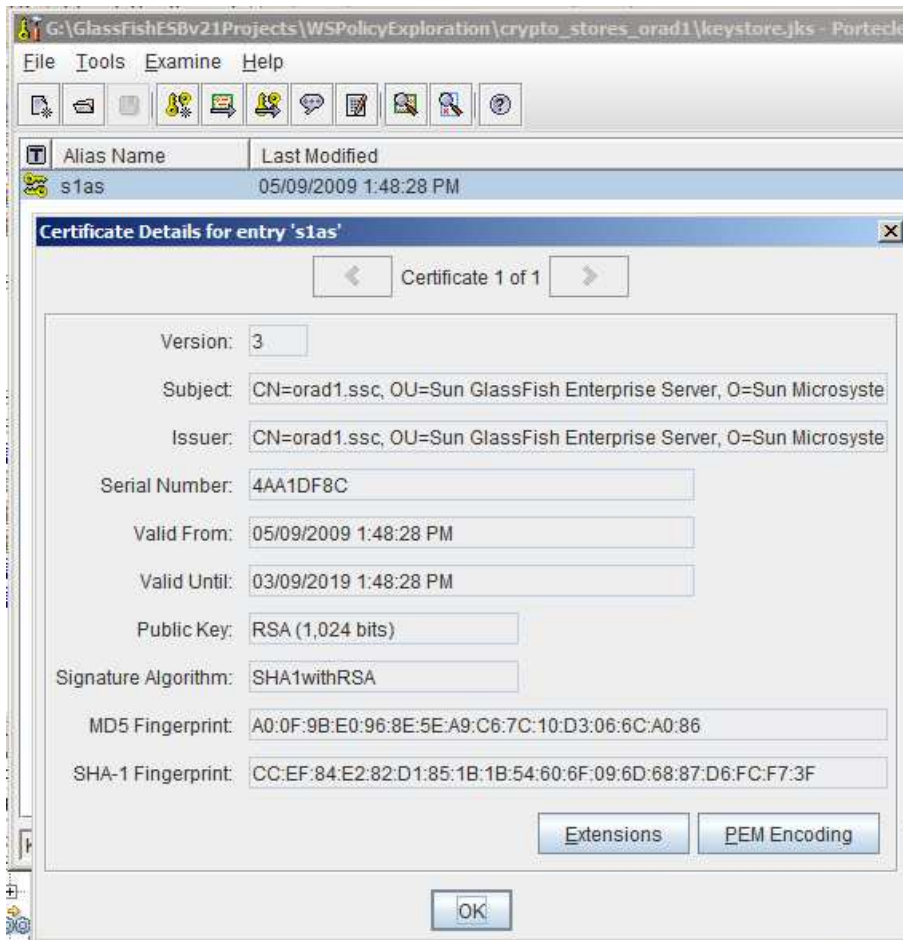 G:\GlassFishESBv21Projects\WSPolicyExploration\crypto_stores_orad1\keystore.jks - Portecle
File Tools Examine Help
Alias Name Last Modified
s1as 05/09/2009 1:48:28 PM
Certificate Details for entry 's1as'
Certificate 1 of 1
Version: 3
Subject: CN=orad1.ssc, OU=Sun GlassFish Enterprise Server, O=Sun Microsyste
Issuer: CN=orad1.ssc, OU=Sun GlassFish Enterprise Server, O=Sun Microsyste
Serial Number: 4AA1DF8C
Valid From: 05/09/2009 1:48:28 PM
Valid Until: 03/09/2019 1:48:28 PM
Public Key: RSA (1,024 bits)
Signature Algorithm: SHA1withRSA
MD5 Fingerprint: A0:0F:9B:E0:96:8E:5E:A9:C6:7C:10:D3:06:6C:A0:86
SHA-1 Fingerprint: CC:EF:84:E2:82:D1:85:1B:1B:54:60:6F:09:6D:68:87:D6:FC:F7:3F
Extensions PEM Encoding
OK